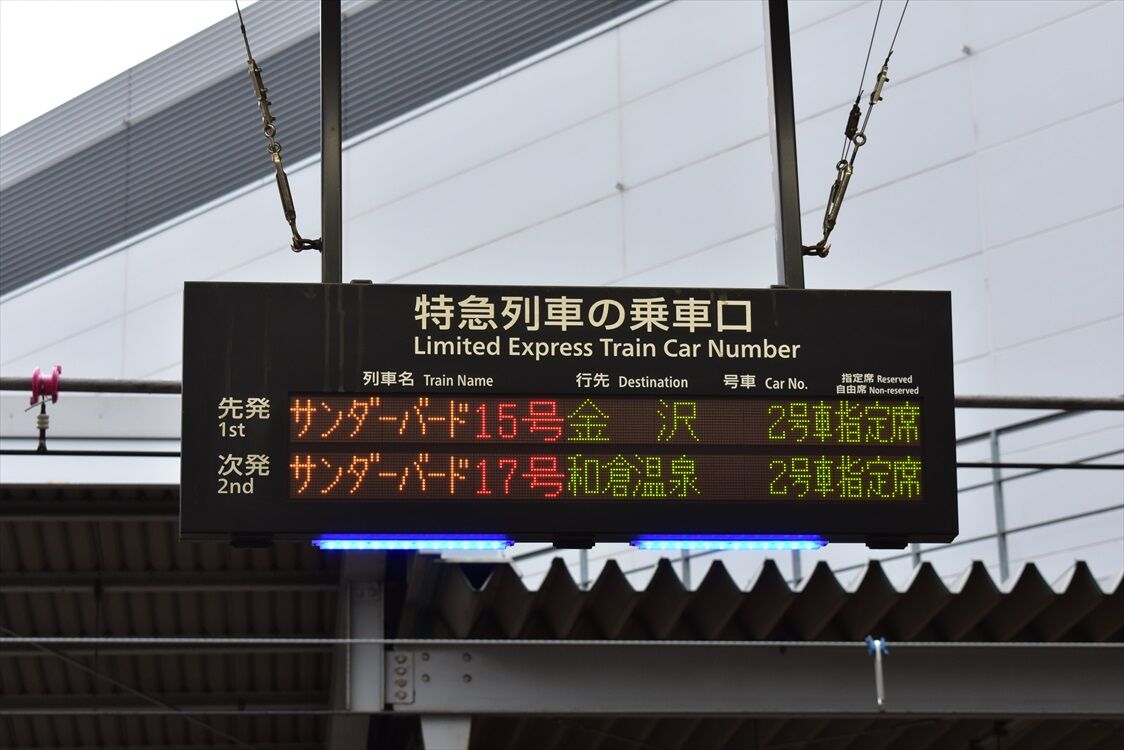 特急列車の乗車口
Limited Express Train Car Number
列車名 Train Name 行先 Destination 号車 Car No. 指定席 Reserved
自由席 Non-reserved
先発 サンダーバード15号 金沢 2号車指定席
1st
次発 サンダーバード17号 和倉温泉 2号車指定席
2nd